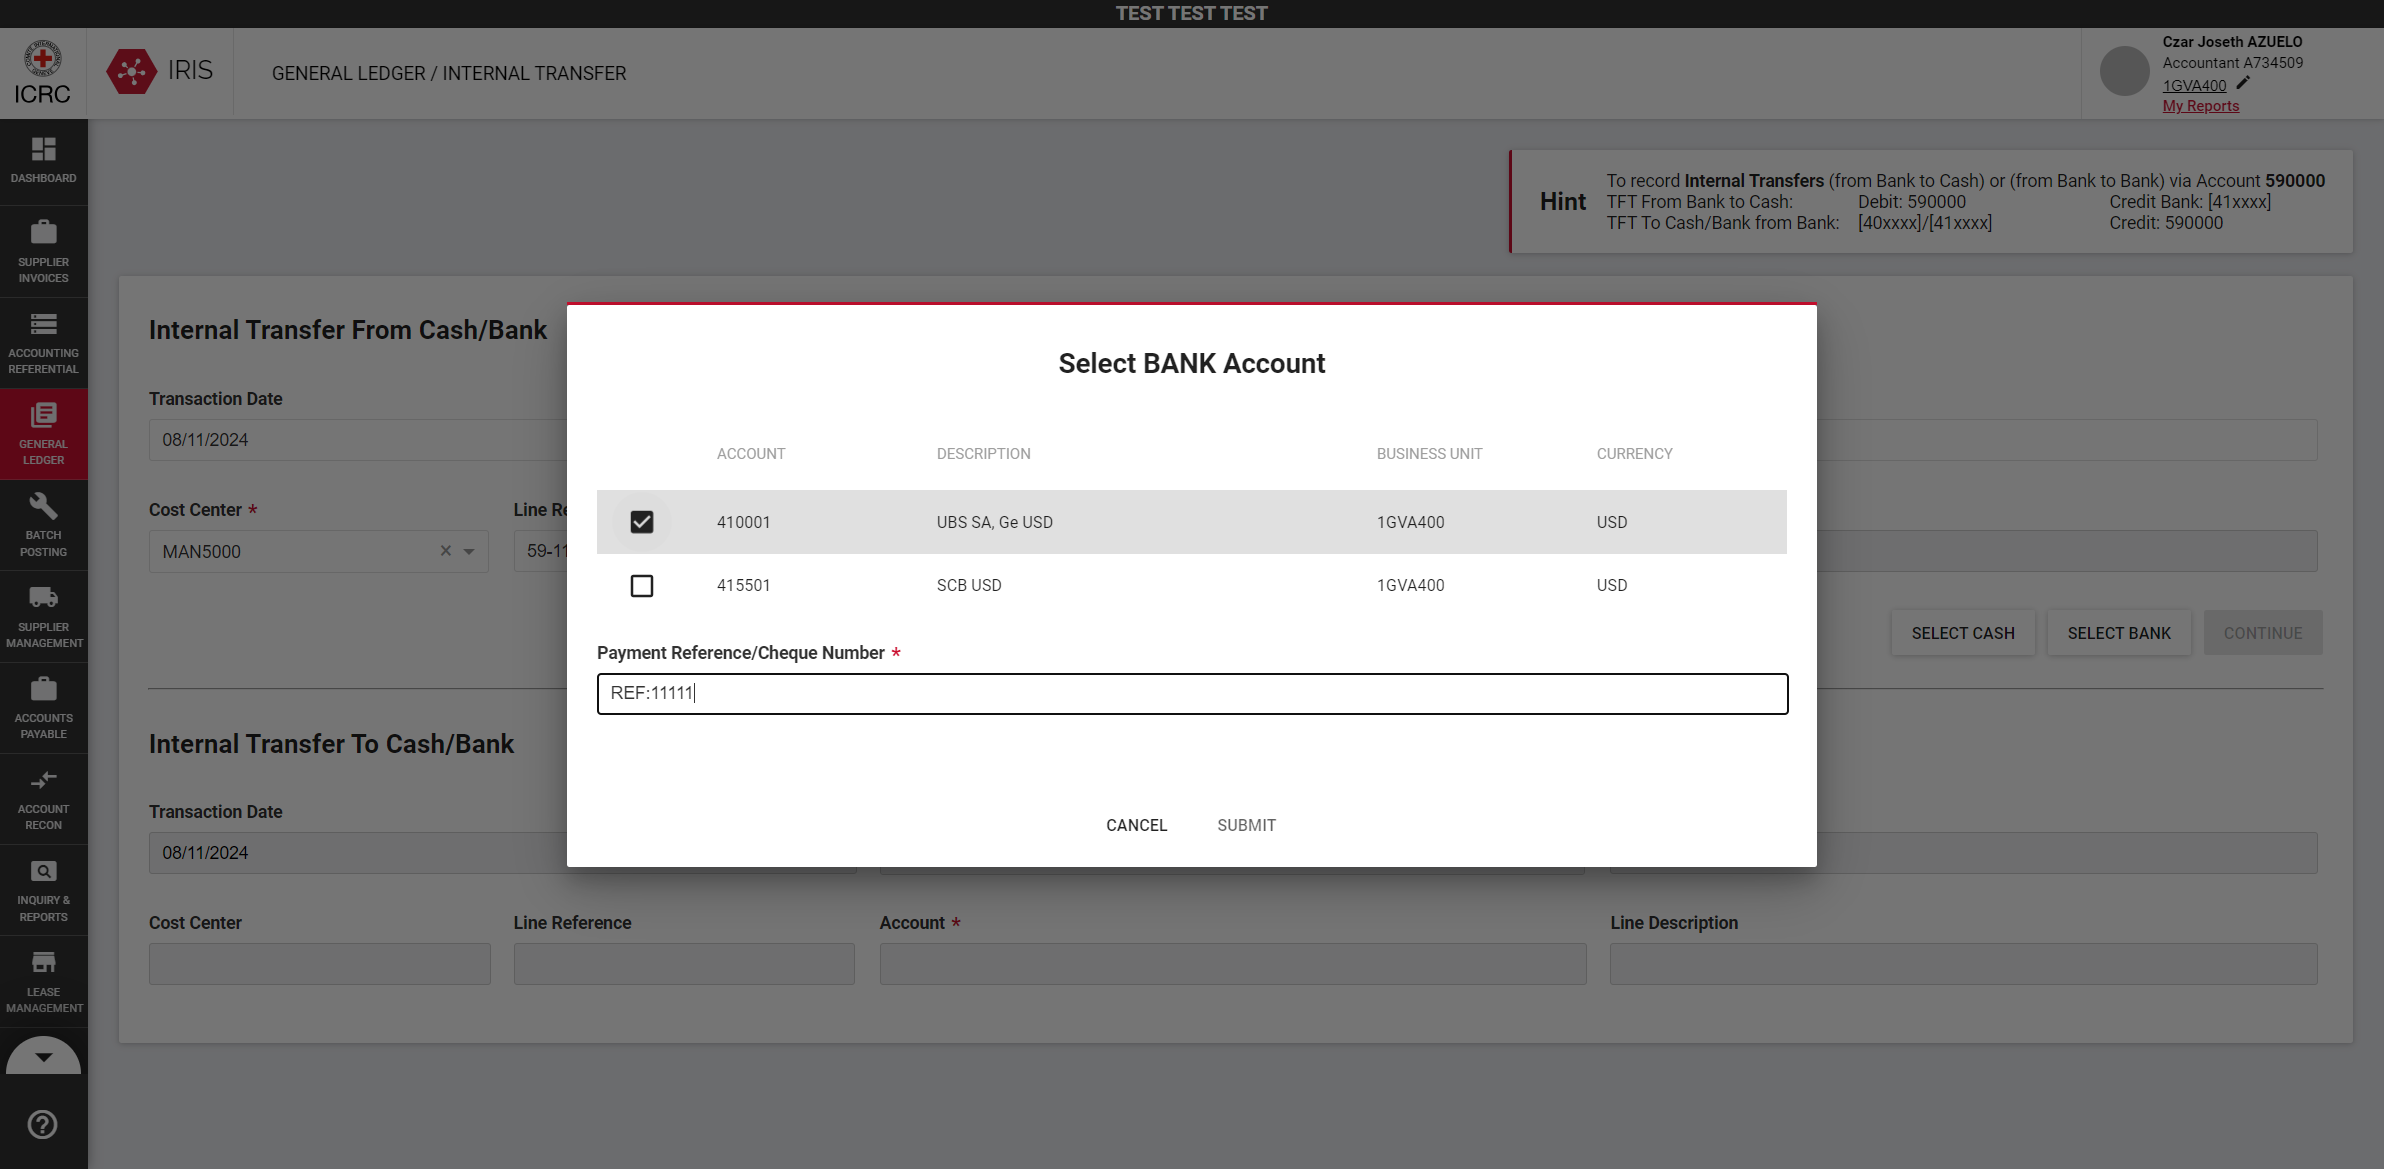 TEST TEST TEST
ICRC
IRIS
GENERAL LEDGER / INTERNAL TRANSFER
Czar Joseth AZUELO
Accountant A734509
1GVA400
My Reports
DASHBOARD
SUPPLIER
INVOICES
ACCOUNTING
REFERENTIAL
GENERAL
LEDGER
BATCH
POSTING
SUPPLIER
MANAGEMENT
ACCOUNTS
PAYABLE
ACCOUNT
RECON
INQUIRY &
REPORTS
LEASE
MANAGEMENT
Hint
To record Internal Transfers (from Bank to Cash) or (from Bank to Bank) via Account 590000
TFT From Bank to Cash: Debit: 590000 Credit Bank: [41xxxx]
TFT To Cash/Bank from Bank: [40xxxx]/[41xxxx] Credit: 590000
Internal Transfer From Cash/Bank
Transaction Date
08/11/2024
Cost Center *
Line Re
MAN5000
59-11
SELECT CASH
SELECT BANK
CONTINUE
Select BANK Account
ACCOUNT DESCRIPTION BUSINESS UNIT CURRENCY
410001 UBS SA, Ge USD 1GVA400 USD
415501 SCB USD 1GVA400 USD
Payment Reference/Cheque Number *
REF:11111
CANCEL
SUBMIT
Internal Transfer To Cash/Bank
Transaction Date
08/11/2024
Cost Center
Line Reference
Account *
Line Description